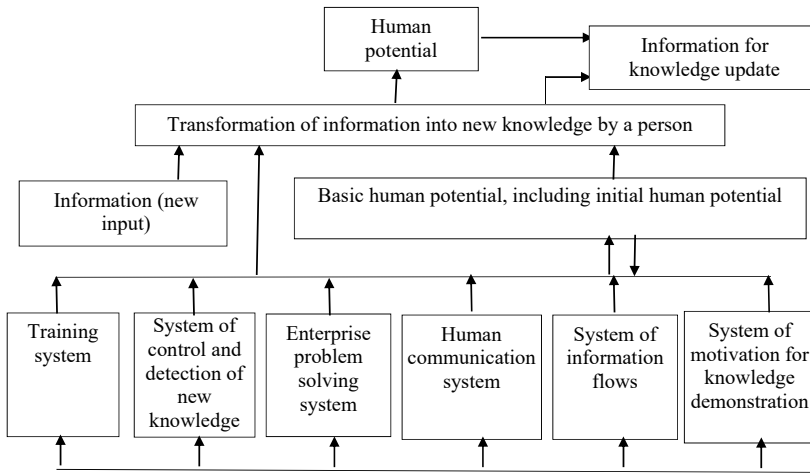 Human
potential
Information for
knowledge update
Transformation of information into new knowledge by a person
Information (new
input)
Basic human potential, including initial human potential
Training
system
System of
control and
detection of
new
knowledge
Enterprise
problem
solving
system
Human
communication
system
System of
information
flows
System of
motivation for
knowledge
demonstration